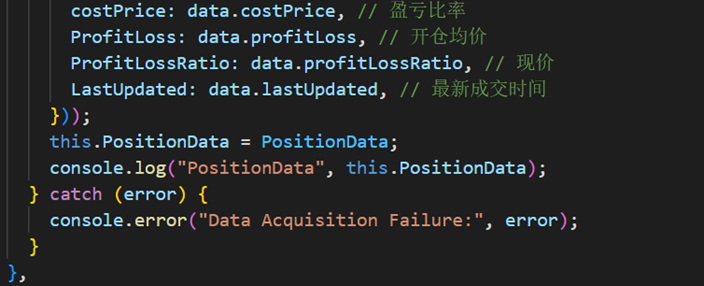 costPrice: data.costPrice, // 盈亏比率
ProfitLoss: data.profitLoss, // 开仓均价
ProfitLossRatio: data.profitLossRatio, // 现价
LastUpdated: data.lastUpdated, // 最新成交时间
}));
this.PositionData = PositionData;
console.log("PositionData", this.PositionData);
} catch (error) {
console.error("Data Acquisition Failure:", error);
}
},